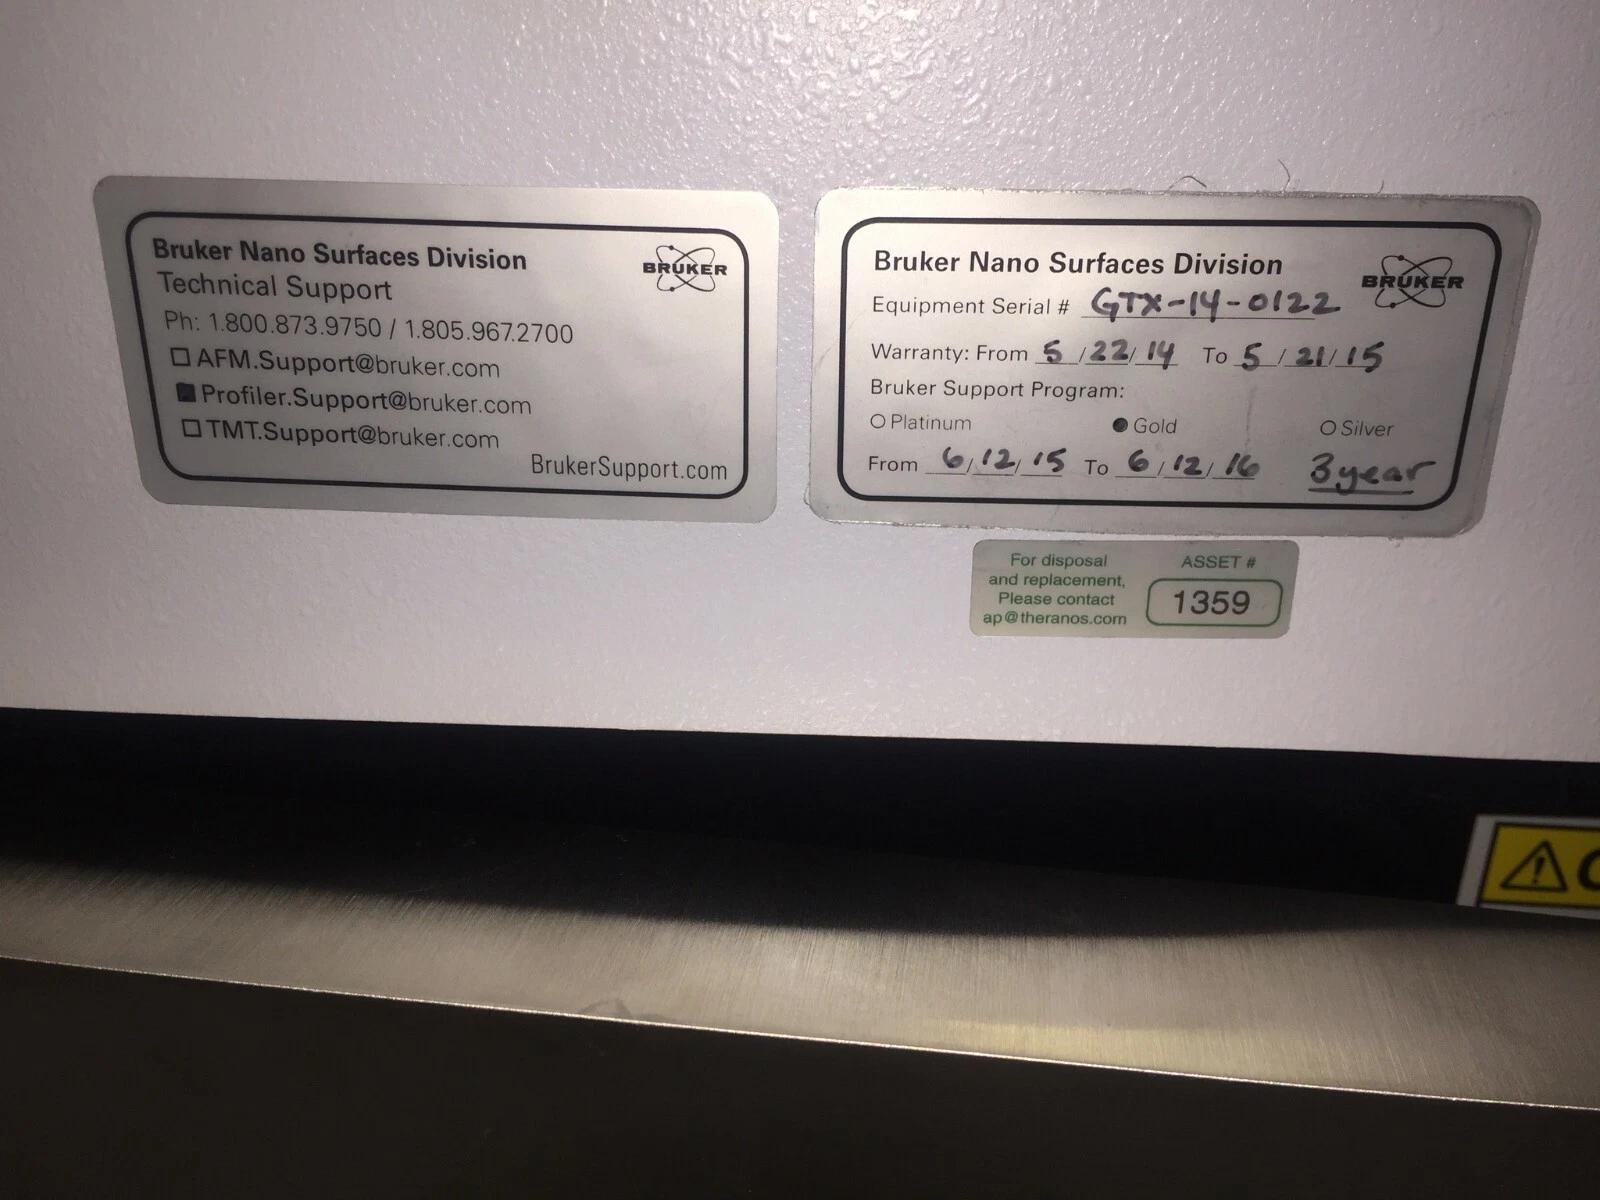 Bruker Nano Surfaces Division
BRUKER
Technical Support
Ph: 1.800.873.9750 / 1.805.967.2700
AFM.Support@bruker.com
Profiler.Support@bruker.com
TMT.Support@bruker.com
BrukerSupport.com
Bruker Nano Surfaces Division
BRUKER
Equipment Serial # GTX-14-0122
Warranty: From 5/22/14 To 5/21/15
Bruker Support Program:
Platinum Gold Silver
From 6/12/15 To 6/12/16 3 year
For disposal
and replacement,
Please contact
ap@theranos.com
ASSET #
1359